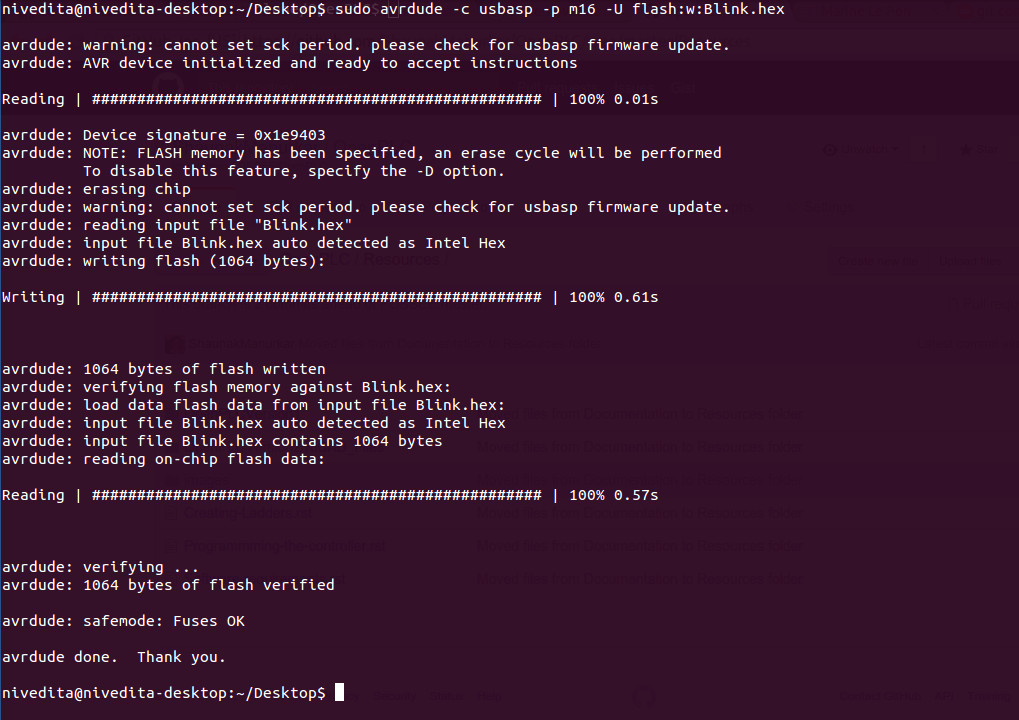 nivedita@nivedita-desktop:~/Desktop$ sudo avrdude -c usbasp -p m16 -U flash:w:Blink.hex
avrdude: warning: cannot set sck period. please check for usbasp firmware update.
avrdude: AVR device initialized and ready to accept instructions
Reading | ################################################## | 100% 0.01s
avrdude: Device signature = 0x1e9403
avrdude: NOTE: FLASH memory has been specified, an erase cycle will be performed
To disable this feature, specify the -D option.
avrdude: erasing chip
avrdude: warning: cannot set sck period. please check for usbasp firmware update.
avrdude: reading input file "Blink.hex"
avrdude: input file Blink.hex auto detected as Intel Hex
avrdude: writing flash (1064 bytes):
Writing | ################################################## | 100% 0.61s
avrdude: 1064 bytes of flash written
avrdude: verifying flash memory against Blink.hex:
avrdude: load data flash data from input file Blink.hex:
avrdude: input file Blink.hex auto detected as Intel Hex
avrdude: input file Blink.hex contains 1064 bytes
avrdude: reading on-chip flash data:
Reading | ################################################## | 100% 0.57s
avrdude: verifying ...
avrdude: 1064 bytes of flash verified
avrdude: safemode: Fuses OK
avrdude done.  Thank you.
nivedita@nivedita-desktop:~/Desktop$